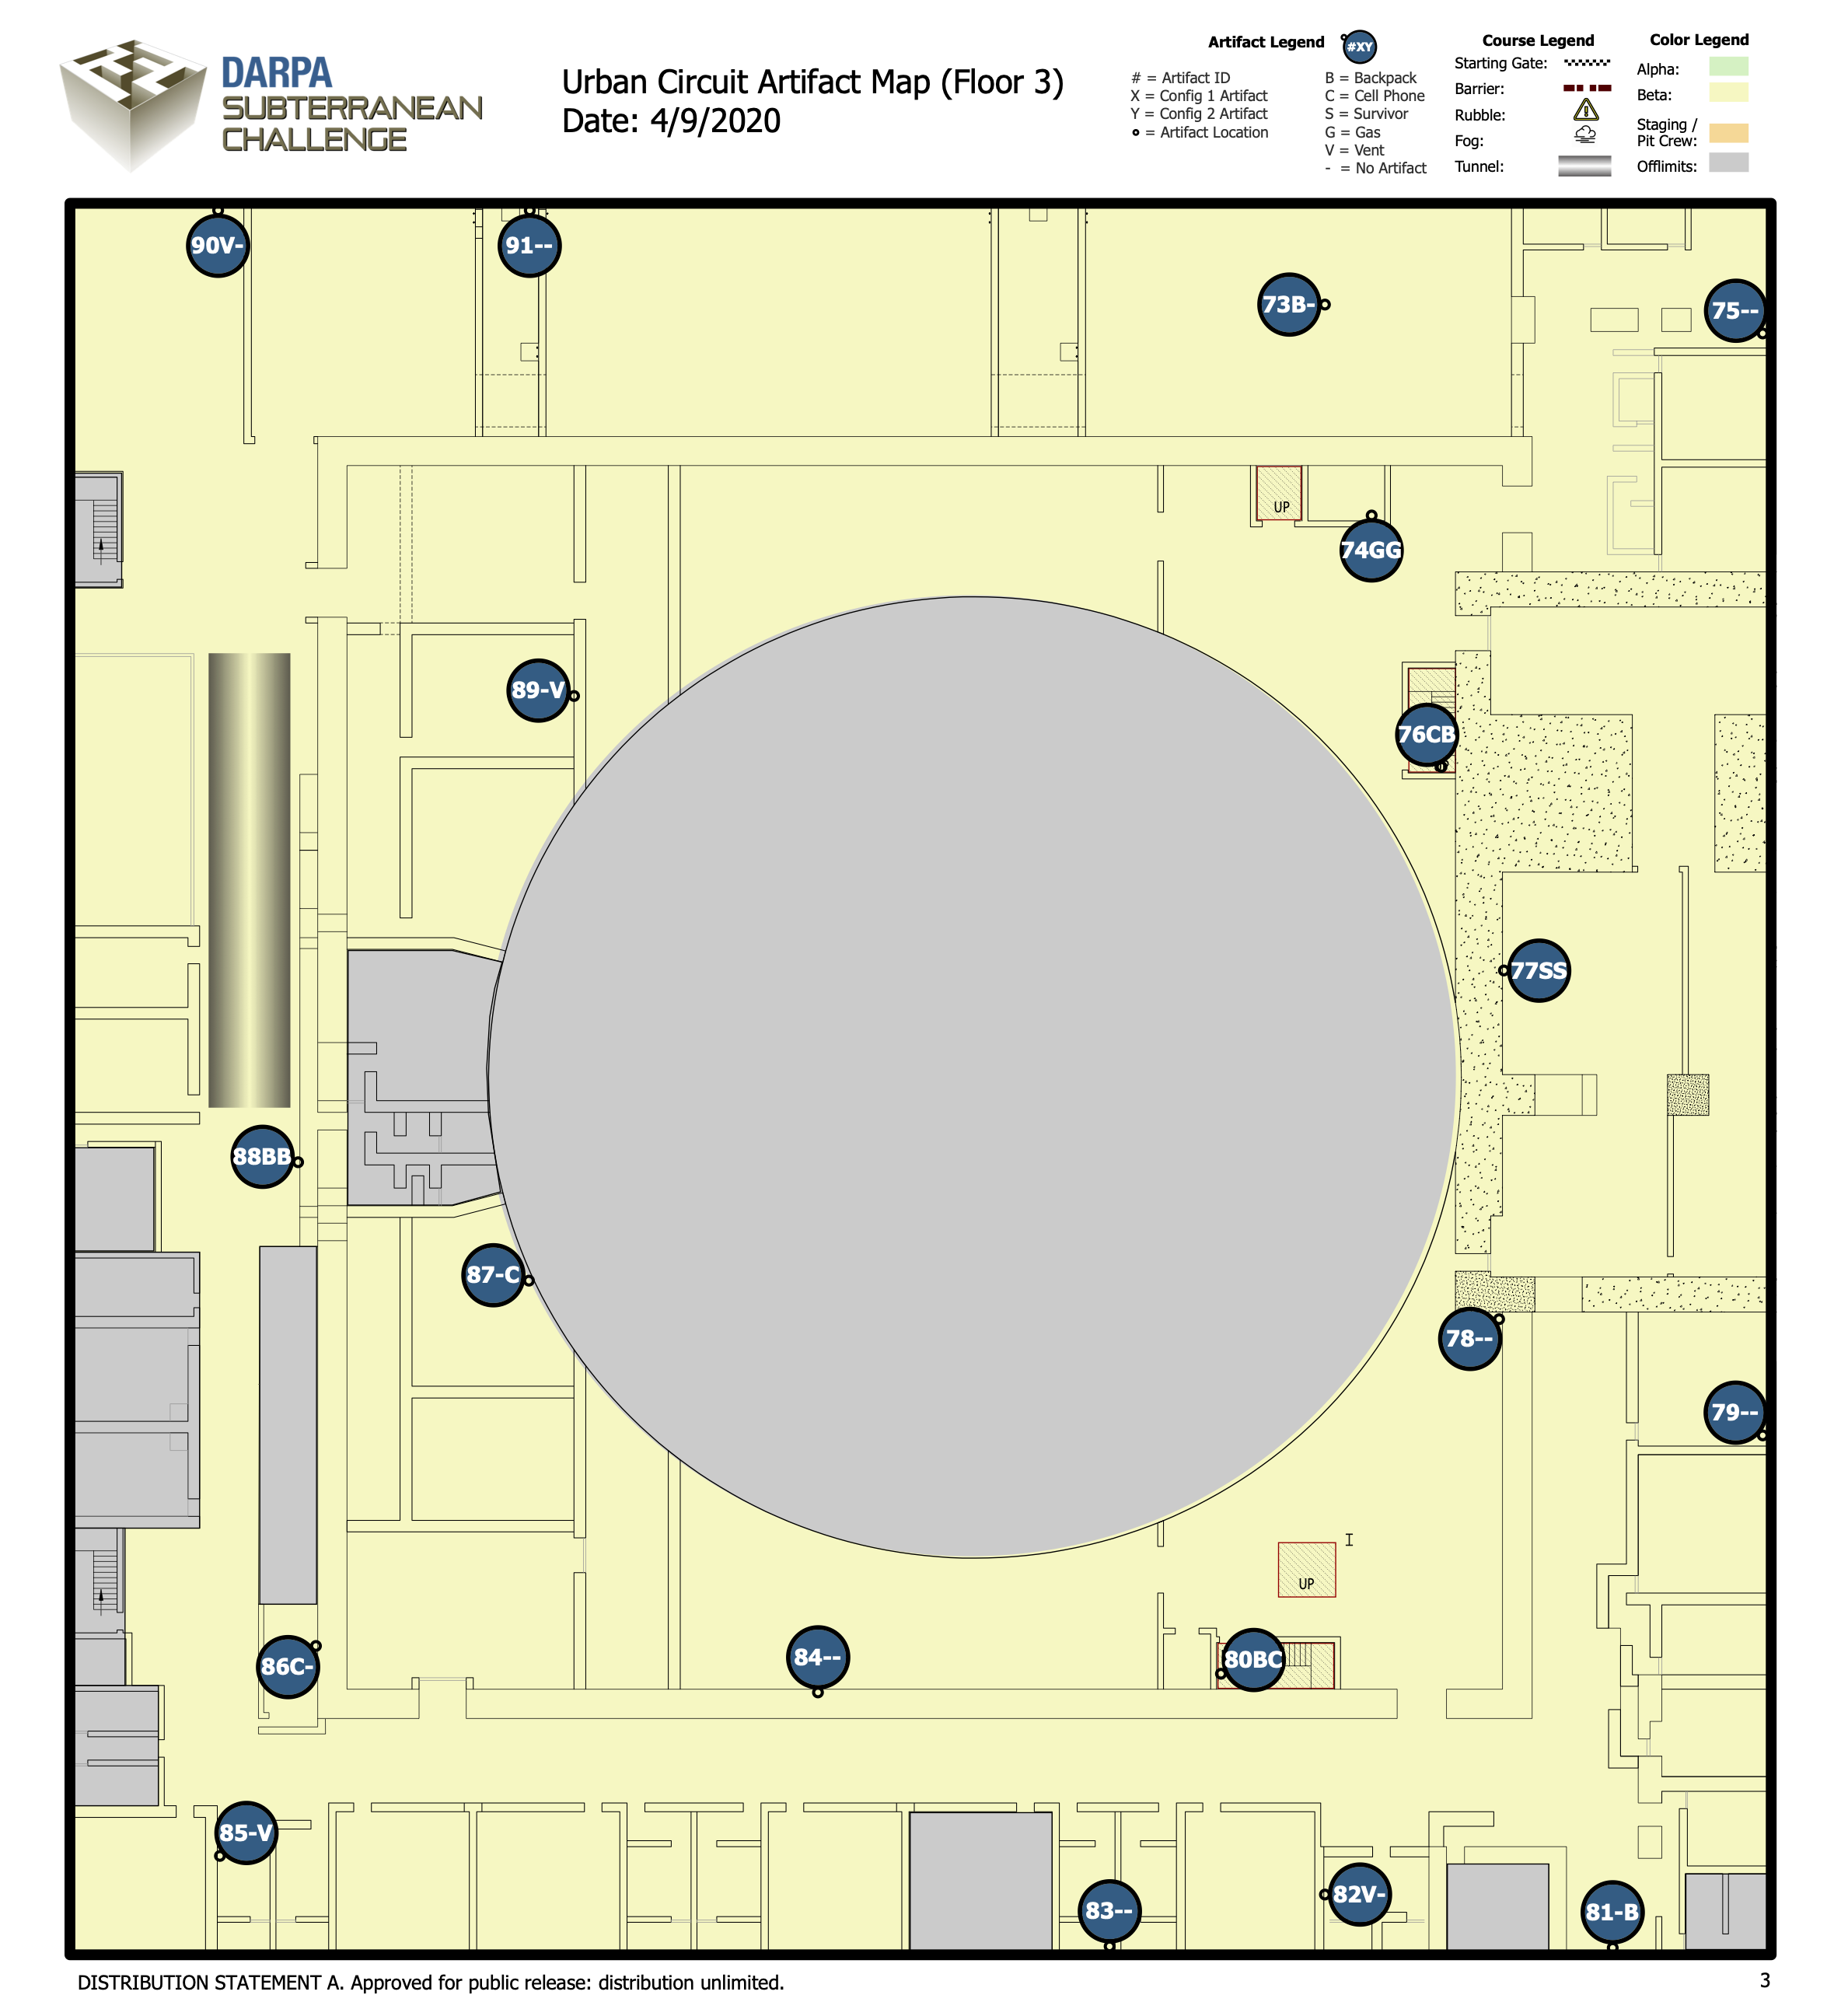 DARPA
SUBTERRANEAN
CHALLENGE
Urban Circuit Artifact Map (Floor 3)
Date: 4/9/2020
Artifact Legend
#XY
# = Artifact ID
X = Config 1 Artifact
Y = Config 2 Artifact
= Artifact Location
B = Backpack
C = Cell Phone
S = Survivor
G = Gas
V = Vent
- = No Artifact
Course Legend
Starting Gate:
Barrier:
Rubble:
Fog:
Tunnel:
Color Legend
Alpha:
Beta:
Staging /
Pit Crew:
Offlimits:
90V-
91--
73B-
75--
UP
74GG
89-V
76CB
77SS
88BB
87-C
78--
79--
I
UP
84--
80BC
86C-
85-V
82V-
83--
81-B
DISTRIBUTION STATEMENT A. Approved for public release: distribution unlimited.
3